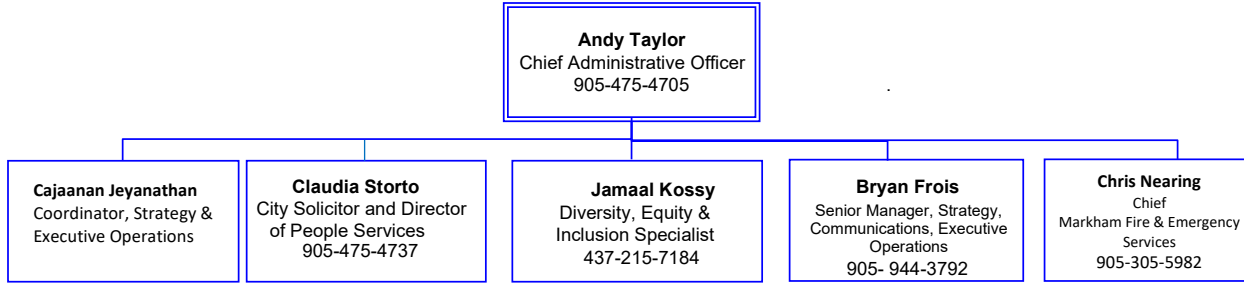 Andy Taylor
Chief Administrative Officer
905-475-4705
.
Cajaanan Jeyanathan
Coordinator, Strategy &
Executive Operations
Claudia Storto
City Solicitor and Director
of People Services
905-475-4737
Jamaal Kossy
Diversity, Equity &
Inclusion Specialist
437-215-7184
Bryan Frois
Senior Manager, Strategy,
Communications, Executive
Operations
905- 944-3792
Chris Nearing
Chief
Markham Fire & Emergency
Services
905-305-5982